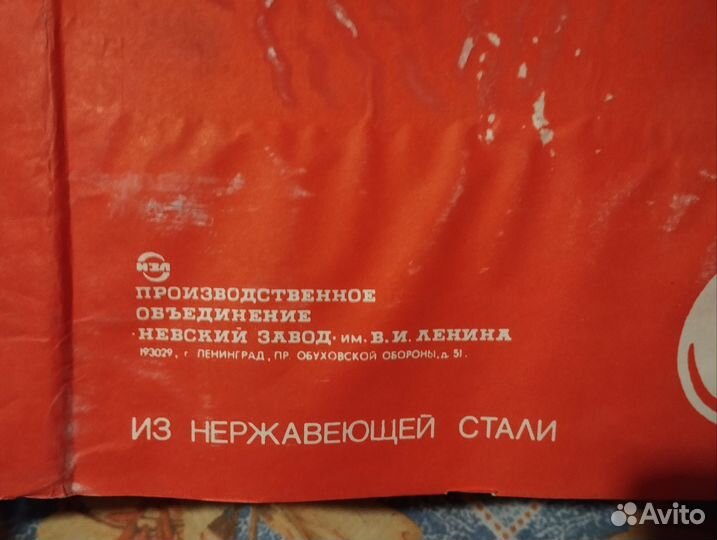 НЗЛ
ПРОИЗВОДСТВЕННОЕ
ОБЪЕДИНЕНИЕ
·НЕВСКИЙ ЗАВОД· ИМ. В. И. ЛЕНИНА
193029, г ЛЕНИНГРАД, ПР. ОБУХОВСКОЙ ОБОРОНЫ, д. 51.
ИЗ НЕРЖАВЕЮЩЕЙ СТАЛИ
Avito